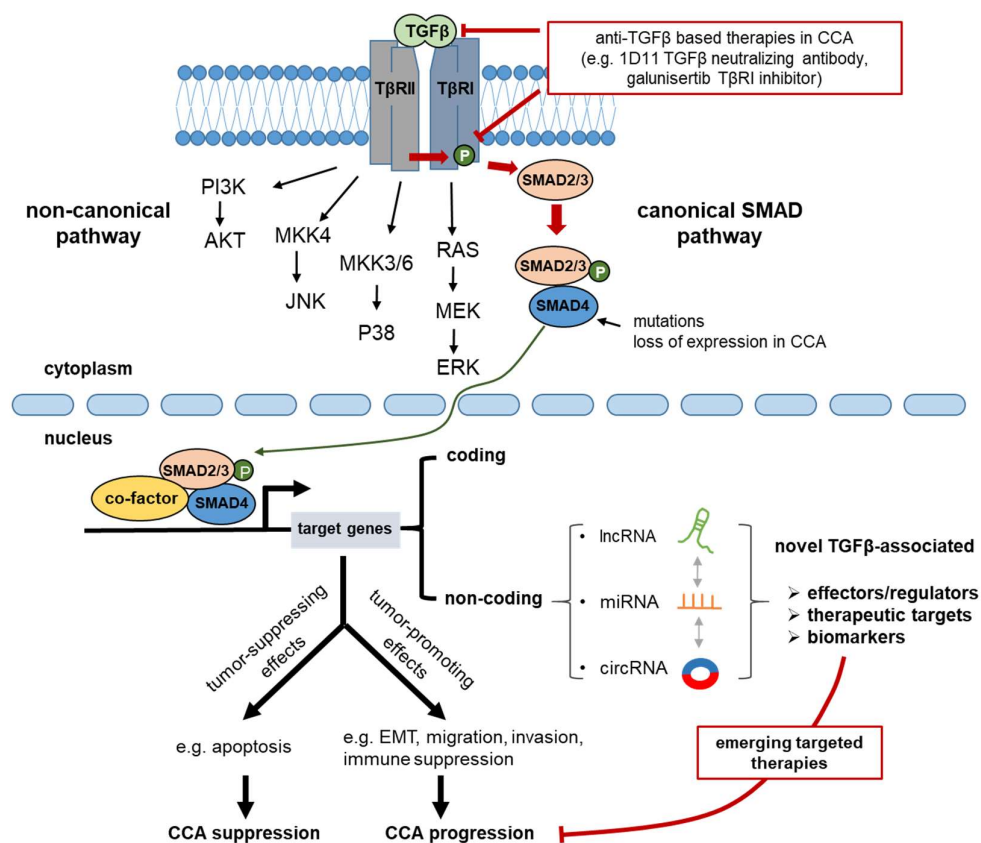 TGFβ
anti-TGFβ based therapies in CCA
(e.g. 1D11 TGFβ neutralizing antibody,
galunisertib TβRI inhibitor)
TβRII
TβRI
P
SMAD2/3
non-canonical
pathway
canonical SMAD
pathway
PI3K
AKT
MKK4
JNK
MKK3/6
P38
RAS
MEK
ERK
SMAD2/3
P
SMAD4
mutations
loss of expression in CCA
cytoplasm
nucleus
SMAD2/3
P
co-factor
SMAD4
target genes
coding
non-coding
• lncRNA
• miRNA
• circRNA
novel TGFβ-associated
➢ effectors/regulators
➢ therapeutic targets
➢ biomarkers
tumor-suppressing
effects
tumor-promoting
effects
e.g. apoptosis
e.g. EMT, migration, invasion,
immune suppression
emerging targeted
therapies
CCA suppression
CCA progression